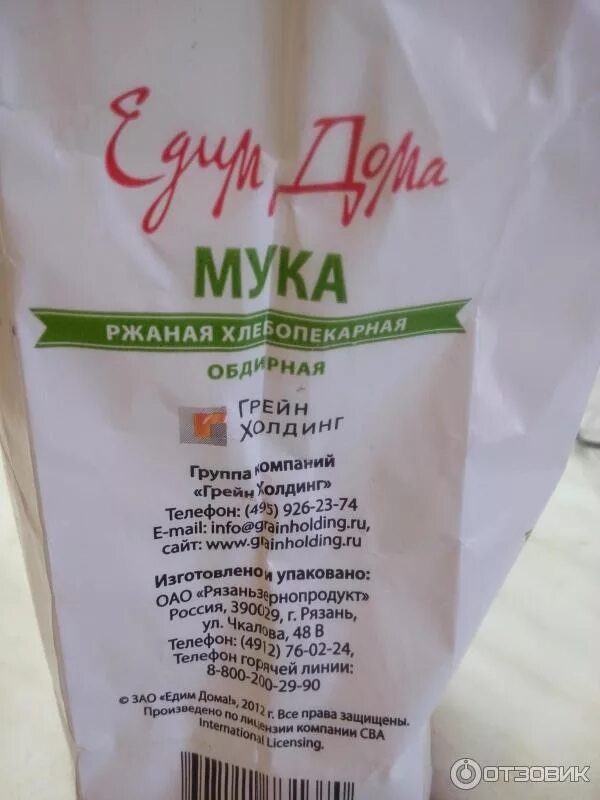 Едим Дома
МУКА
РЖАНАЯ ХЛЕБОПЕКАРНАЯ
ОБДИРНАЯ
ГРЕЙН
ХОЛДИНГ
Группа компаний
«Грейн Холдинг»
Телефон: (495) 926-23-74
E-mail: info@grainholding.ru,
сайт: www.grainholding.ru
Изготовлено и упаковано:
ОАО «Рязаньзернопродукт»
Россия, 390029, г. Рязань,
ул. Чкалова, 48 В
Телефон: (4912) 76-02-24,
Телефон горячей линии:
8-800-200-29-90
© ЗАО «Едим Дома!», 2012 г. Все права защищены.
Произведено по лицензии компании CBA
International Licensing.
ОТЗОВИК